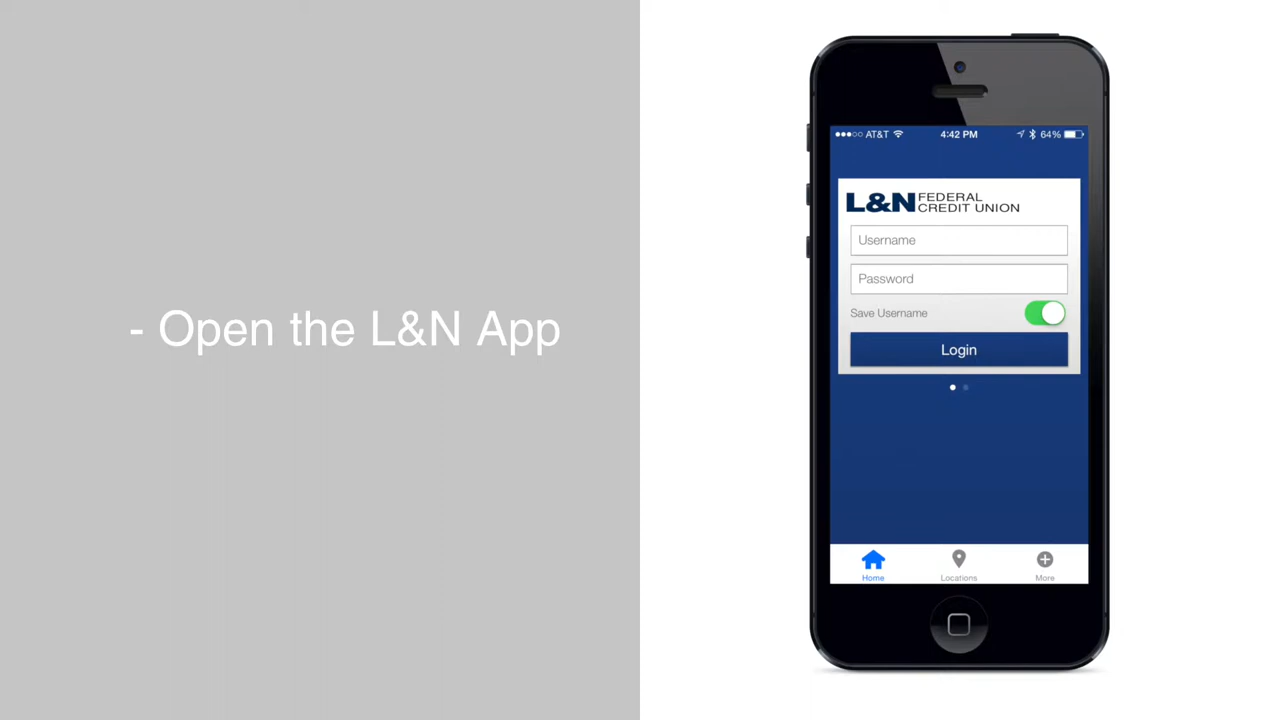 - Open the L&N App
AT&T 4:42 PM 64%
L&N FEDERAL
CREDIT UNION
Username
Password
Save Username
Login
Home Locations More